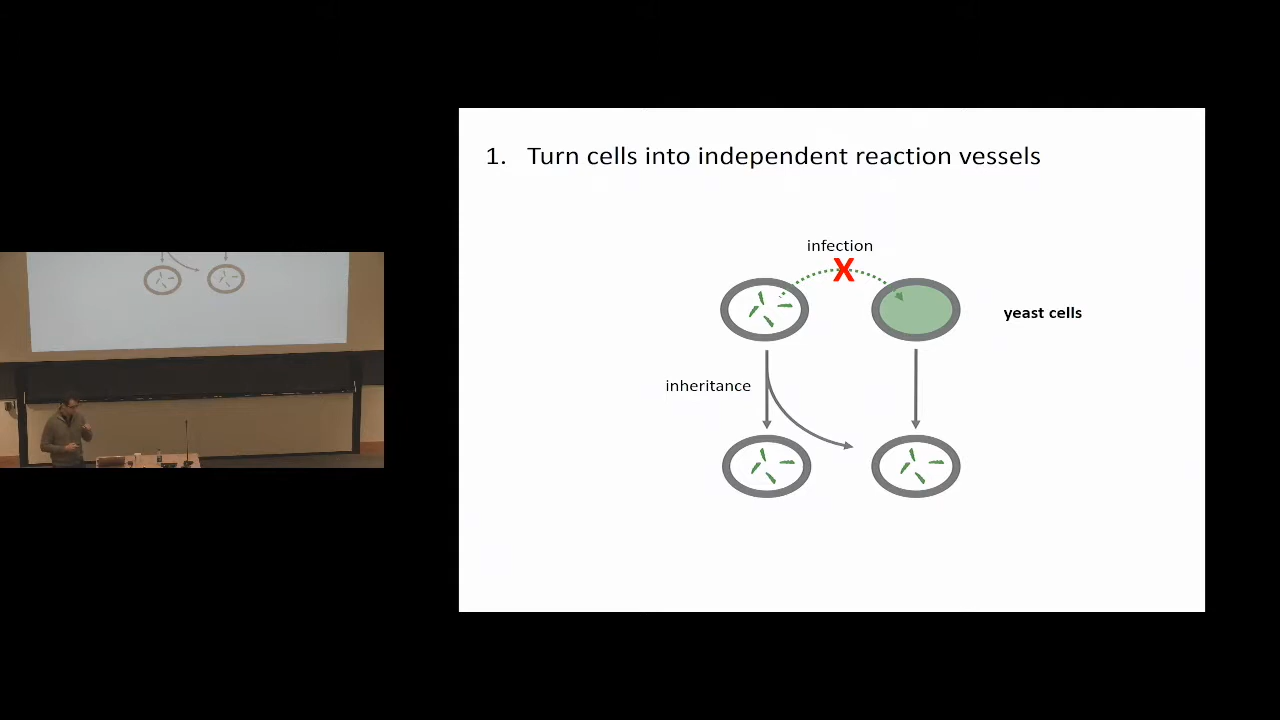 1. Turn cells into independent reaction vessels
infection
X
yeast cells
inheritance